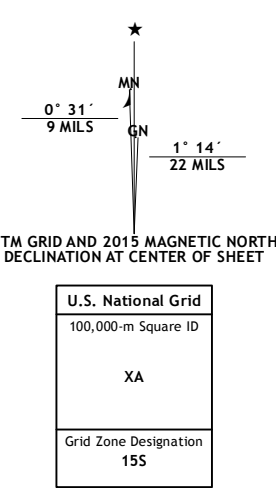 MN
0° 31´
9 MILS
GN
1° 14´
22 MILS
TM GRID AND 2015 MAGNETIC NORTH
DECLINATION AT CENTER OF SHEET
U.S. National Grid
100,000-m Square ID
XA
Grid Zone Designation
15S